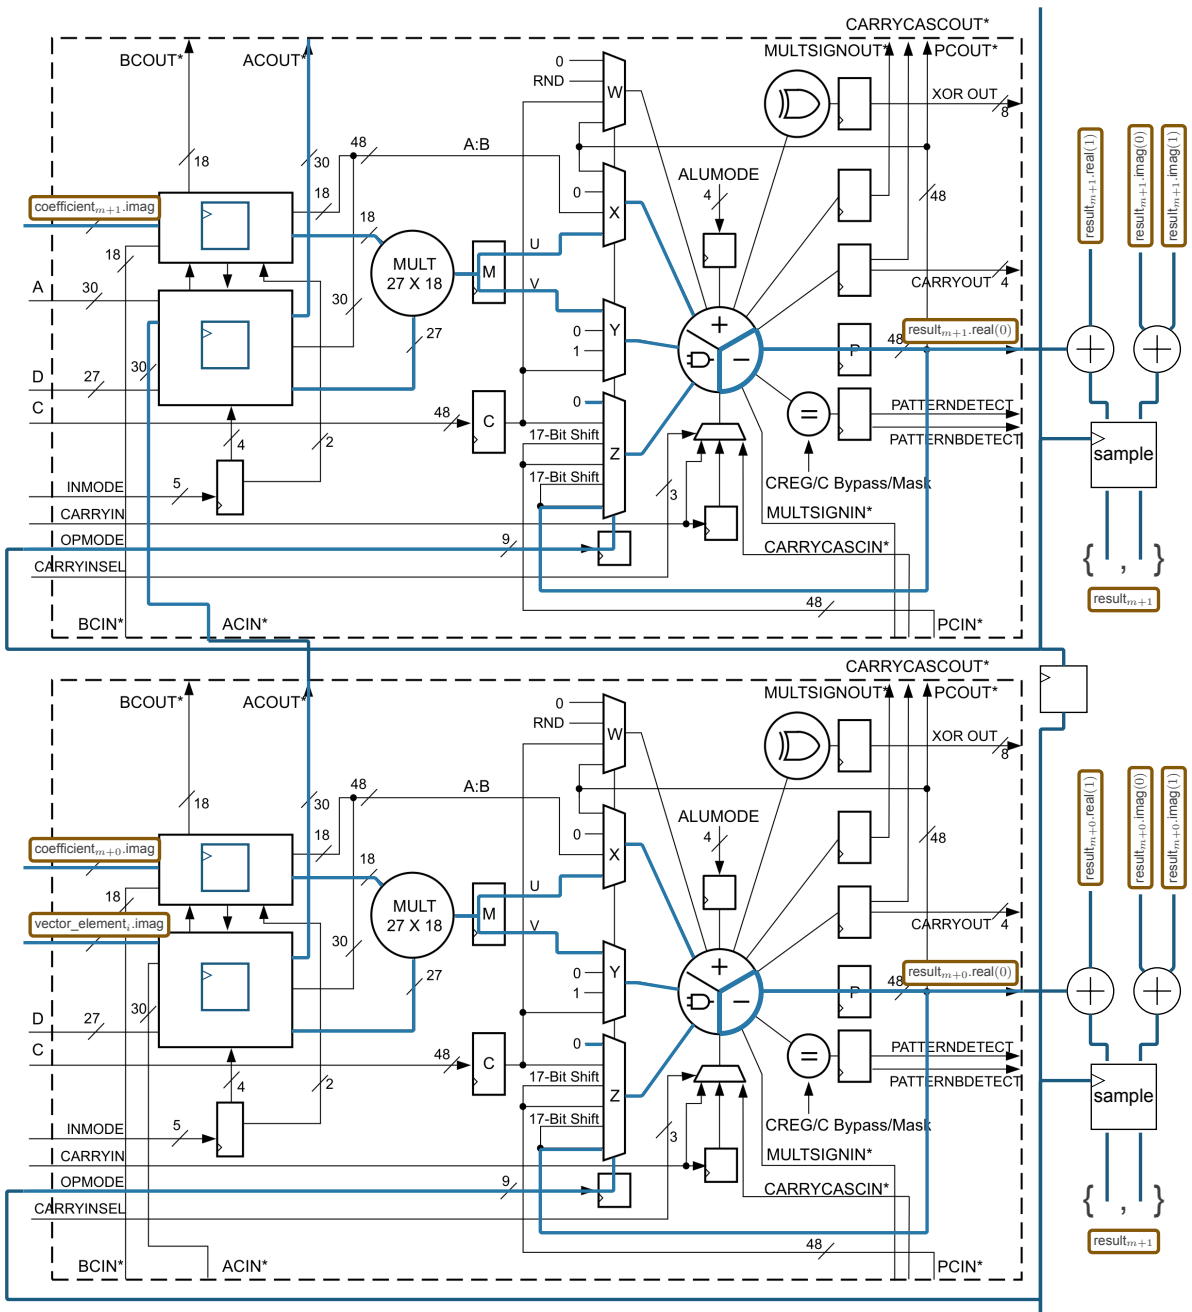 CARRYCASCOUT*
BCOUT* ACOUT* MULTSIGNOUT* PCOUT*
0
RND
W
XOR OUT
8
48
A:B
18 30
18
ALUMODE
4
0
X
48
coefficient_{m+1}.imag
18
18
U
M
V
MULT
27 X 18
CARRYOUT
4
A 30
30
27
Y
0
1
+
−
48
P
result_{m+1}.real(0)
result_{m+1}.real(1)
result_{m+1}.imag(0)
result_{m+1}.imag(1)
30
D 27
C
48
C
0
17-Bit Shift
Z
17-Bit Shift
=
PATTERNDETECT
PATTERNBDETECT
sample
4
2
3
CREG/C Bypass/Mask
INMODE 5
CARRYIN
MULTSIGNIN*
OPMODE
9
CARRYCASCIN*
CARRYINSEL
{ , }
result_{m+1}
48
BCIN* ACIN* PCIN*
CARRYCASCOUT*
BCOUT* ACOUT* MULTSIGNOUT* PCOUT*
0
RND
W
XOR OUT
8
48
A:B
18 30
18
ALUMODE
4
0
X
48
coefficient_{m+0}.imag
18
18
U
M
V
MULT
27 X 18
CARRYOUT
4
vector_element_i.imag
30
27
Y
0
1
+
−
48
P
result_{m+0}.real(0)
result_{m+0}.real(1)
result_{m+0}.imag(0)
result_{m+0}.imag(1)
30
D 27
C
48
C
0
17-Bit Shift
Z
17-Bit Shift
=
PATTERNDETECT
PATTERNBDETECT
sample
4
2
3
CREG/C Bypass/Mask
INMODE 5
CARRYIN
MULTSIGNIN*
OPMODE
9
CARRYCASCIN*
CARRYINSEL
{ , }
result_{m+1}
48
BCIN* ACIN* PCIN*